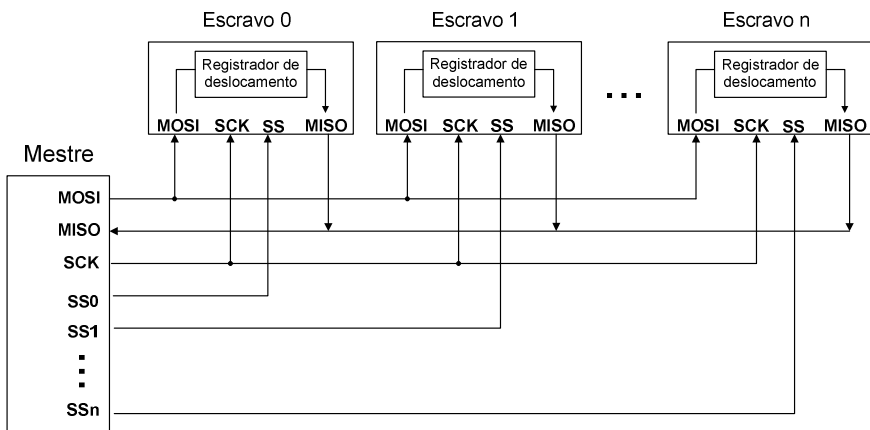 Escravo 0
Escravo 1
Escravo n
Registrador de
deslocamento
Registrador de
deslocamento
Registrador de
deslocamento
MOSI SCK SS MISO
MOSI SCK SS MISO
MOSI SCK SS MISO
Mestre
MOSI
MISO
SCK
SS0
SS1
SSn